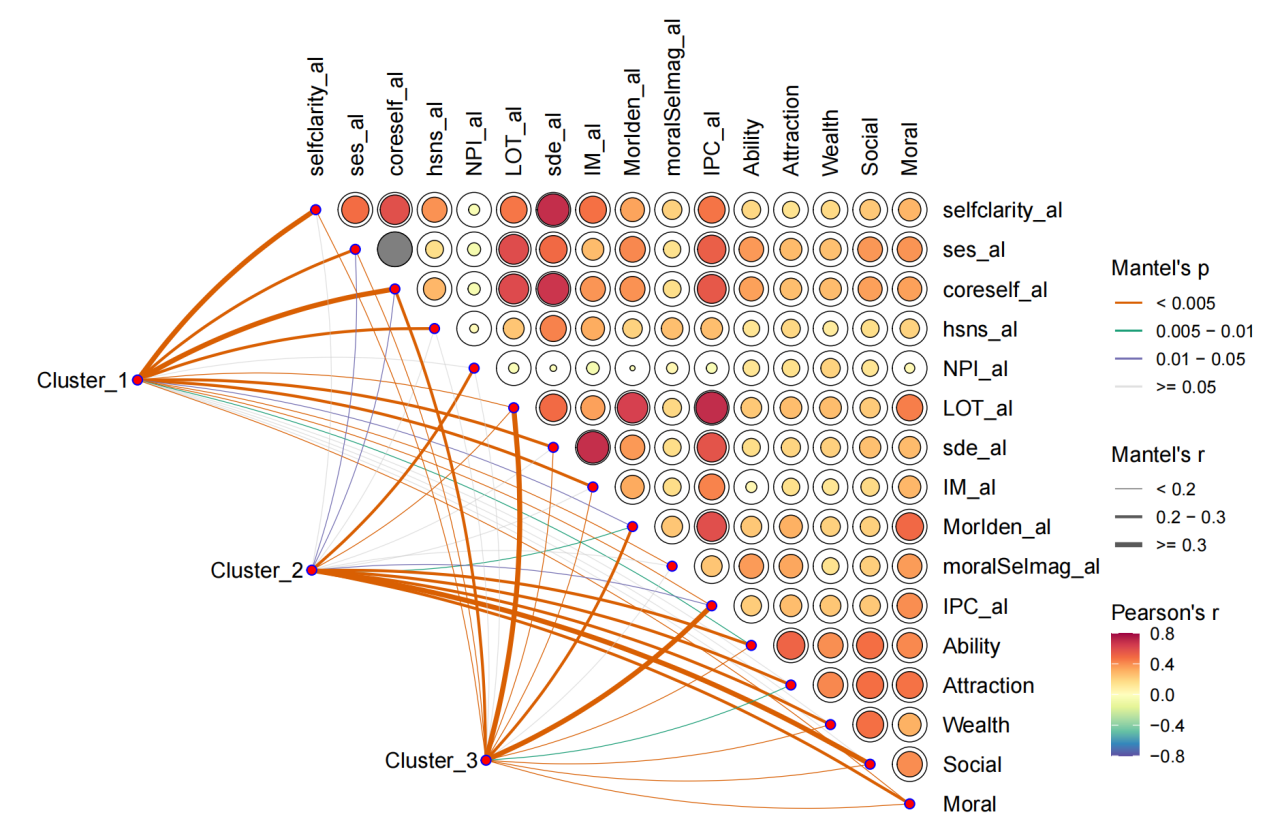 selfclarity_al
ses_al
coreself_al
hsns_al
NPI_al
LOT_al
sde_al
IM_al
MorIden_al
moralSelmag_al
IPC_al
Ability
Attraction
Wealth
Social
Moral
selfclarity_al
ses_al
coreself_al
hsns_al
NPI_al
LOT_al
sde_al
IM_al
MorIden_al
moralSelmag_al
IPC_al
Ability
Attraction
Wealth
Social
Moral
Cluster_1
Cluster_2
Cluster_3
Mantel's p
< 0.005
0.005 − 0.01
0.01 − 0.05
>= 0.05
Mantel's r
< 0.2
0.2 − 0.3
>= 0.3
Pearson's r
0.8
0.4
0.0
−0.4
−0.8